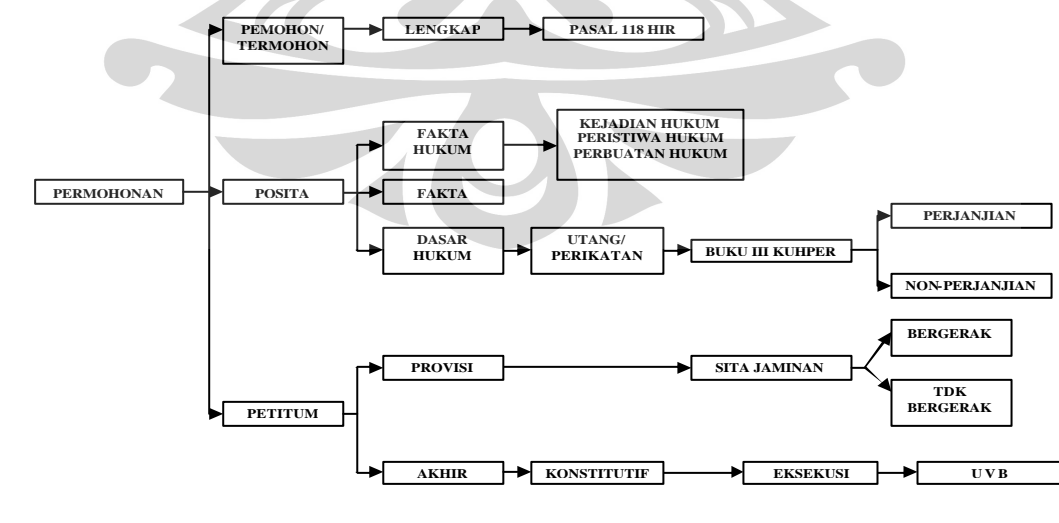 PEMOHON/
TERMOHON
LENGKAP
PASAL 118 HIR
PERMOHONAN
POSITA
FAKTA
HUKUM
KEJADIAN HUKUM
PERISTIWA HUKUM
PERBUATAN HUKUM
FAKTA
DASAR
HUKUM
UTANG/
PERIKATAN
BUKU III KUHPER
PERJANJIAN
NON-PERJANJIAN
PETITUM
PROVISI
SITA JAMINAN
BERGERAK
TDK
BERGERAK
AKHIR
KONSTITUTIF
EKSEKUSI
U V B